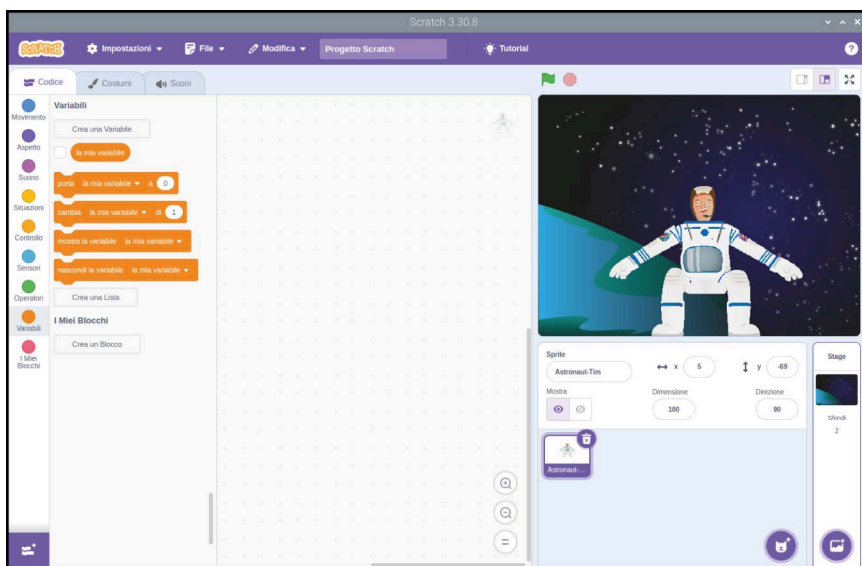 Scratch 3.30.8
SCRATCH
Impostazioni
File
Modifica
Progetto Scratch
Tutorial
?
Codice
Costumi
Suoni
Movimento
Aspetto
Suono
Situazioni
Controllo
Sensori
Operatori
Variabili
I Miei
Blocchi
Variabili
Crea una Variabile
la mia variabile
porta la mia variabile a 0
cambia la mia variabile di 1
mostra la variabile la mia variabile
nascondi la variabile la mia variabile
Crea una Lista
I Miei Blocchi
Crea un Blocco
Sprite
Astronaut-Tim
x 5
y -69
Mostra
Dimensione
100
Direzione
90
Astronaut-...
Stage
Sfondi
2